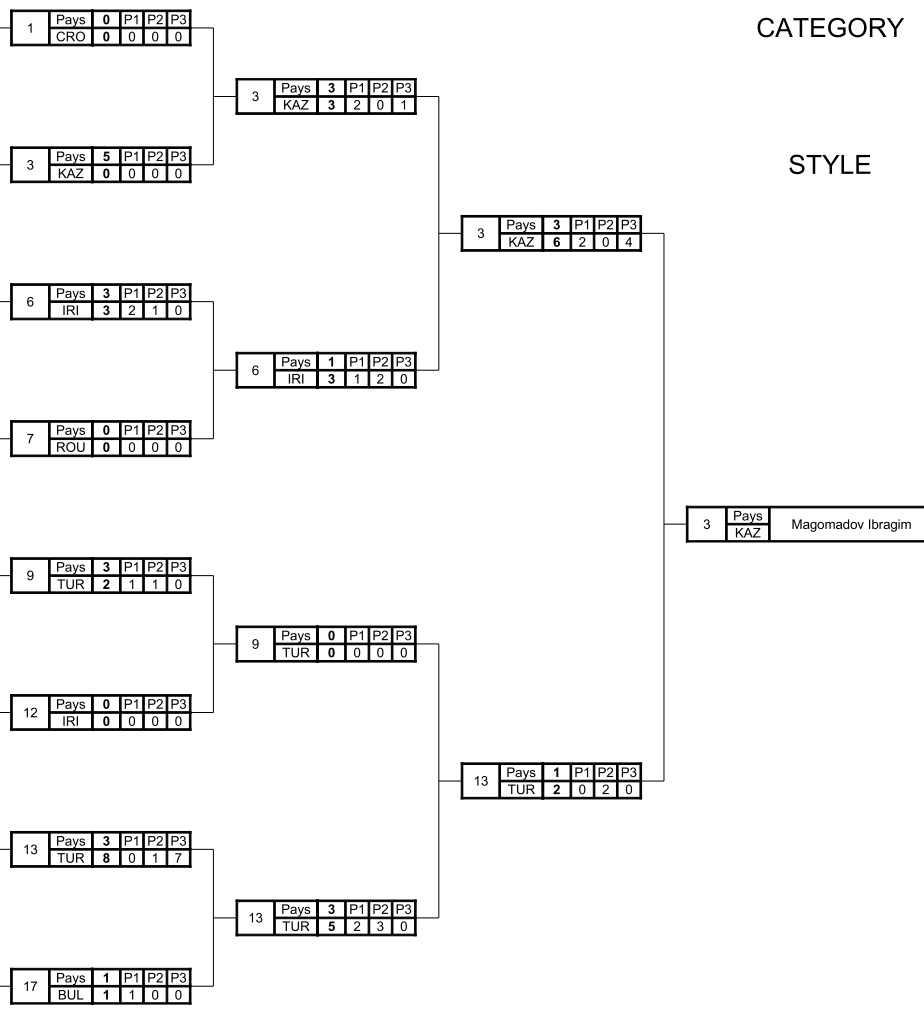 CATEGORY
STYLE
1 Pays 0 P1 P2 P3
CRO 0 0 0 0
3 Pays 3 P1 P2 P3
KAZ 3 2 0 1
3 Pays 5 P1 P2 P3
KAZ 0 0 0 0
3 Pays 3 P1 P2 P3
KAZ 6 2 0 4
6 Pays 3 P1 P2 P3
IRI 3 2 1 0
6 Pays 1 P1 P2 P3
IRI 3 1 2 0
7 Pays 0 P1 P2 P3
ROU 0 0 0 0
3 Pays Magomadov Ibragim
KAZ
9 Pays 3 P1 P2 P3
TUR 2 1 1 0
9 Pays 0 P1 P2 P3
TUR 0 0 0 0
12 Pays 0 P1 P2 P3
IRI 0 0 0 0
13 Pays 1 P1 P2 P3
TUR 2 0 2 0
13 Pays 3 P1 P2 P3
TUR 8 0 1 7
13 Pays 3 P1 P2 P3
TUR 5 2 3 0
17 Pays 1 P1 P2 P3
BUL 1 1 0 0